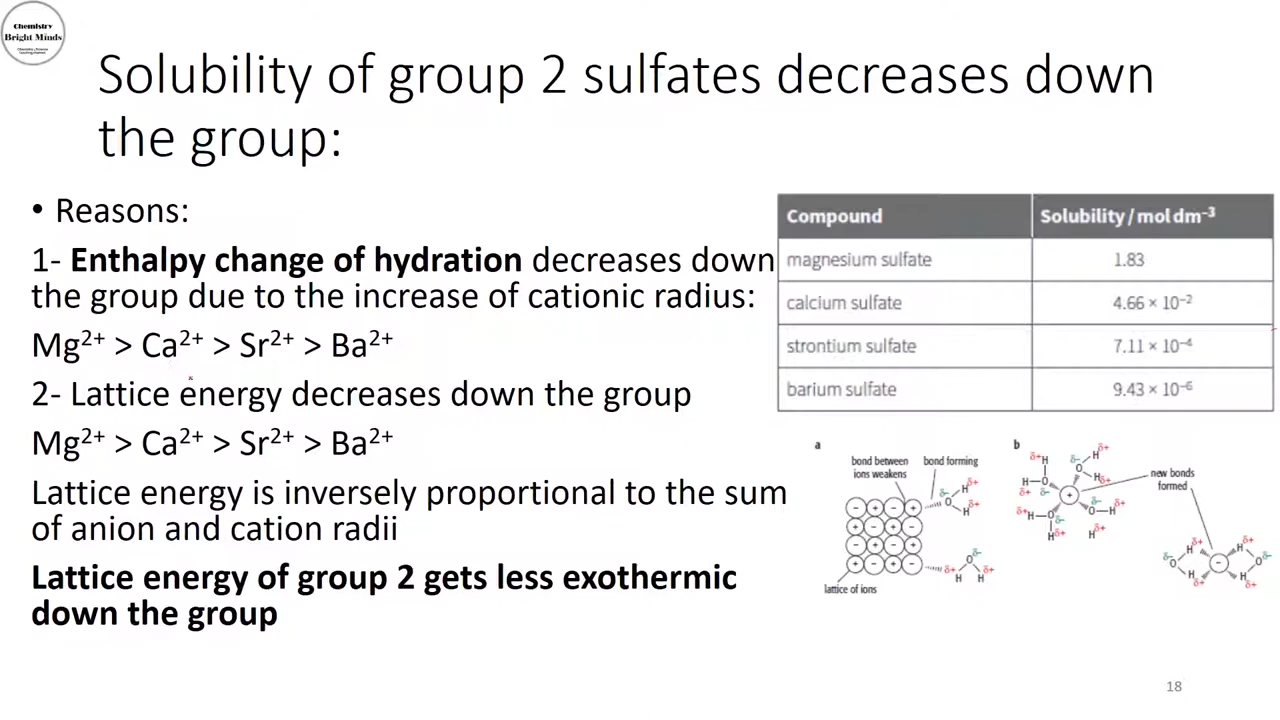 Chemistry
Bright Minds
Solubility of group 2 sulfates decreases down
the group:
• Reasons:
1- Enthalpy change of hydration decreases down
the group due to the increase of cationic radius:
Mg²⁺ > Ca²⁺ > Sr²⁺ > Ba²⁺
2- Lattice energy decreases down the group
Mg²⁺ > Ca²⁺ > Sr²⁺ > Ba²⁺
Lattice energy is inversely proportional to the sum
of anion and cation radii
Lattice energy of group 2 gets less exothermic
down the group
Compound Solubility / mol dm⁻³
magnesium sulfate 1.83
calcium sulfate 4.66 × 10⁻²
strontium sulfate 7.11 × 10⁻⁴
barium sulfate 9.43 × 10⁻⁶
a
bond between
ions weakens
bond forming
δ− O H δ+
H δ+
δ− O
δ+ H H δ+
lattice of ions
b
new bonds
formed
δ+ H
H O
δ+ δ−
δ− O H δ+
H δ+
δ+ H O δ−
H δ+
O H δ+
H δ+
δ− O H δ+
H δ+
δ+ H O δ−
H δ+
18